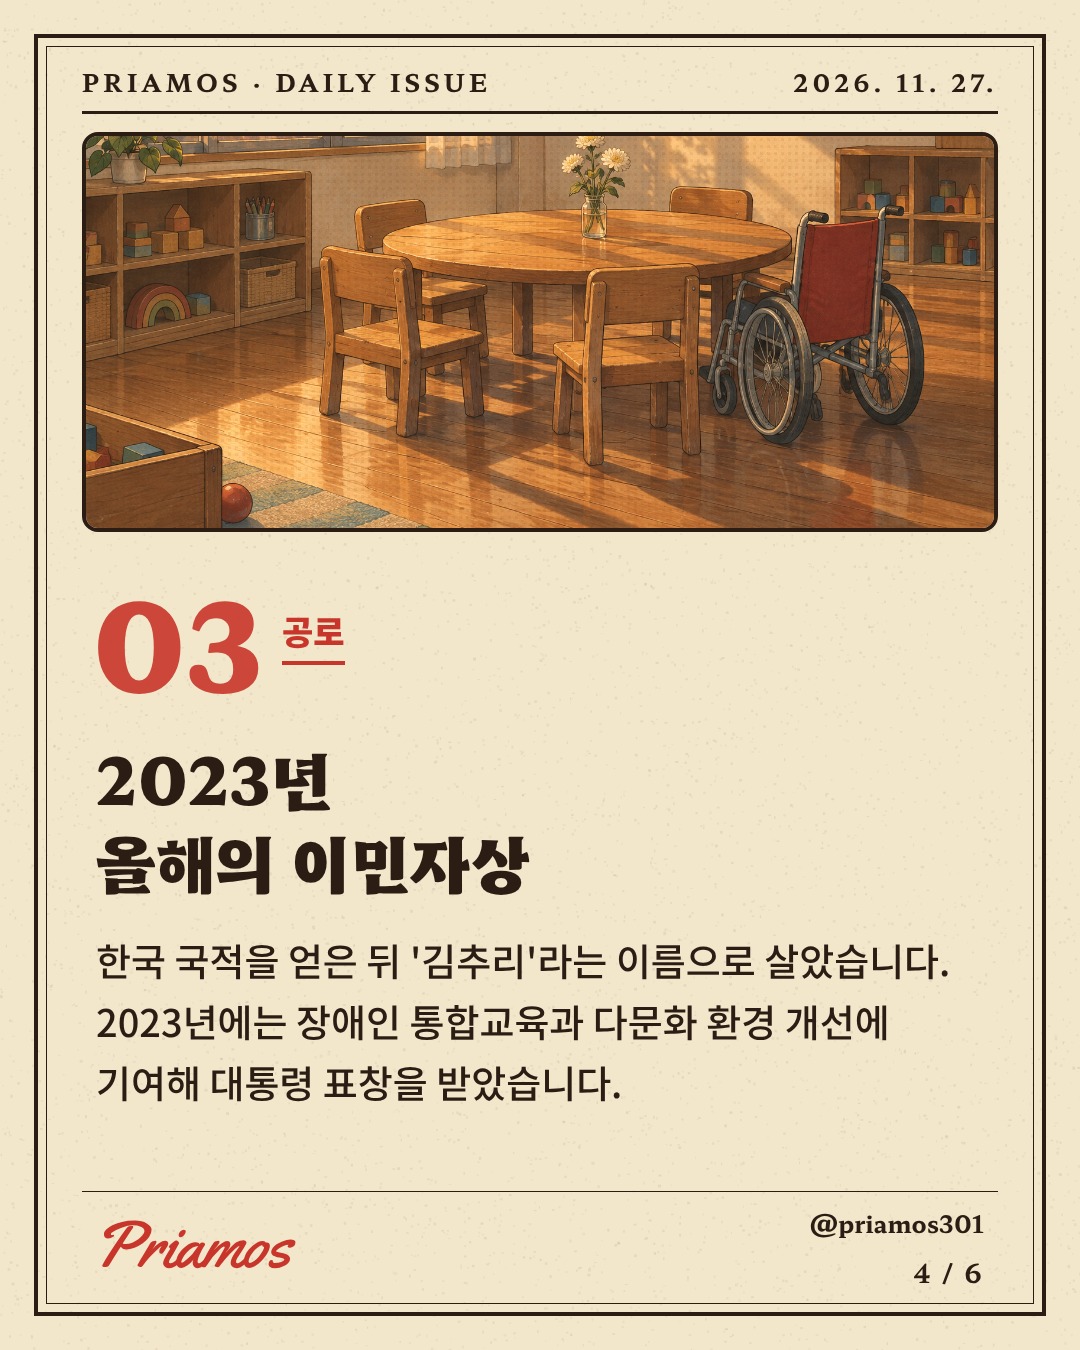 PRIAMOS · DAILY ISSUE
2026. 11. 27.
03
공로
2023년
올해의 이민자상
한국 국적을 얻은 뒤 '김추리'라는 이름으로 살았습니다.
2023년에는 장애인 통합교육과 다문화 환경 개선에
기여해 대통령 표창을 받았습니다.
Priamos
@priamos301
4 / 6